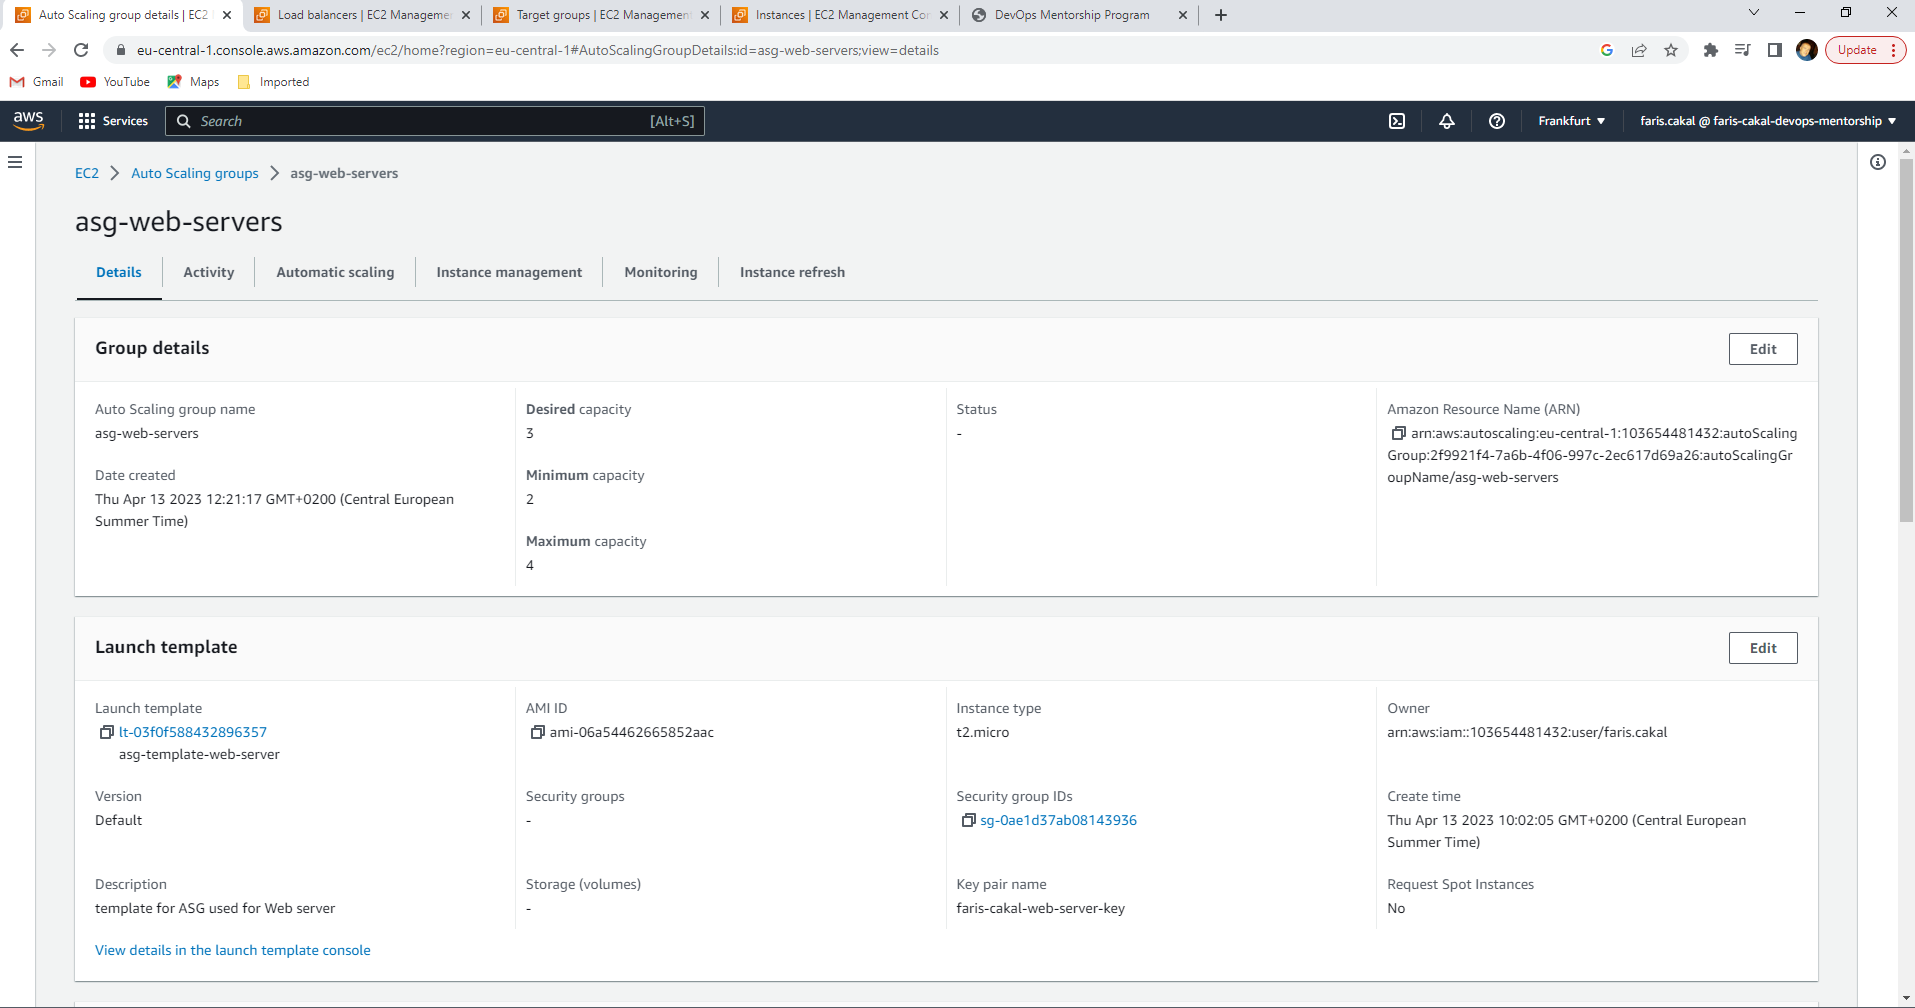 Auto Scaling group details | EC2
Load balancers | EC2 Manageme
Target groups | EC2 Management
Instances | EC2 Management Co
DevOps Mentorship Program
eu-central-1.console.aws.amazon.com/ec2/home?region=eu-central-1#AutoScalingGroupDetails:id=asg-web-servers;view=details
Update
Gmail
YouTube
Maps
Imported
aws
Services
Search
[Alt+S]
Frankfurt
faris.cakal @ faris-cakal-devops-mentorship
EC2
Auto Scaling groups
asg-web-servers
asg-web-servers
Details
Activity
Automatic scaling
Instance management
Monitoring
Instance refresh
Group details
Edit
Auto Scaling group name
asg-web-servers
Date created
Thu Apr 13 2023 12:21:17 GMT+0200 (Central European
Summer Time)
Desired capacity
3
Minimum capacity
2
Maximum capacity
4
Status
-
Amazon Resource Name (ARN)
arn:aws:autoscaling:eu-central-1:103654481432:autoScaling
Group:2f9921f4-7a6b-4f06-997c-2ec617d69a26:autoScalingGr
oupName/asg-web-servers
Launch template
Edit
Launch template
lt-03f0f588432896357
asg-template-web-server
Version
Default
Description
template for ASG used for Web server
View details in the launch template console
AMI ID
ami-06a54462665852aac
Security groups
-
Storage (volumes)
-
Instance type
t2.micro
Security group IDs
sg-0ae1d37ab08143936
Key pair name
faris-cakal-web-server-key
Owner
arn:aws:iam::103654481432:user/faris.cakal
Create time
Thu Apr 13 2023 10:02:05 GMT+0200 (Central European
Summer Time)
Request Spot Instances
No